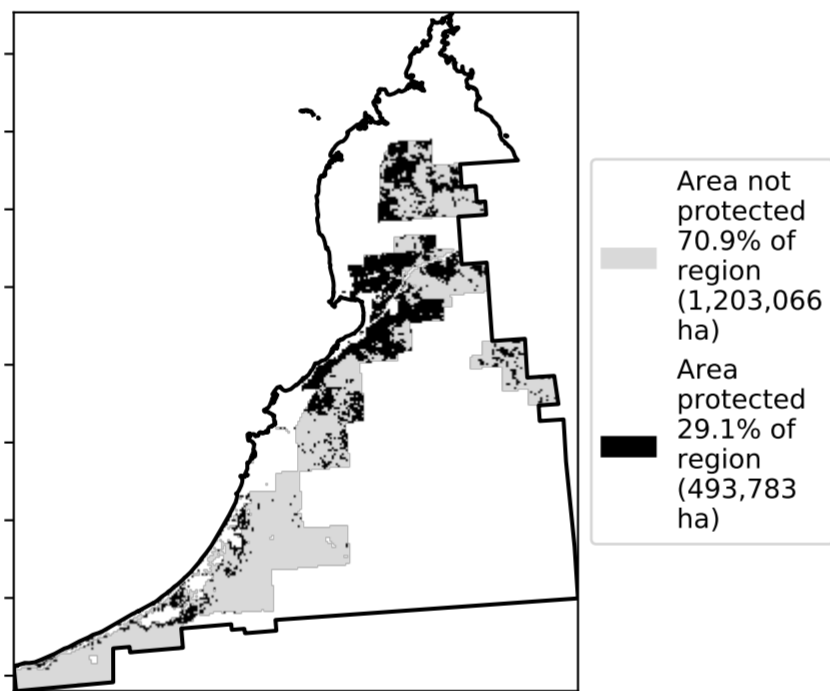 Area not
protected
70.9% of
region
(1,203,066
ha)
Area
protected
29.1% of
region
(493,783
ha)